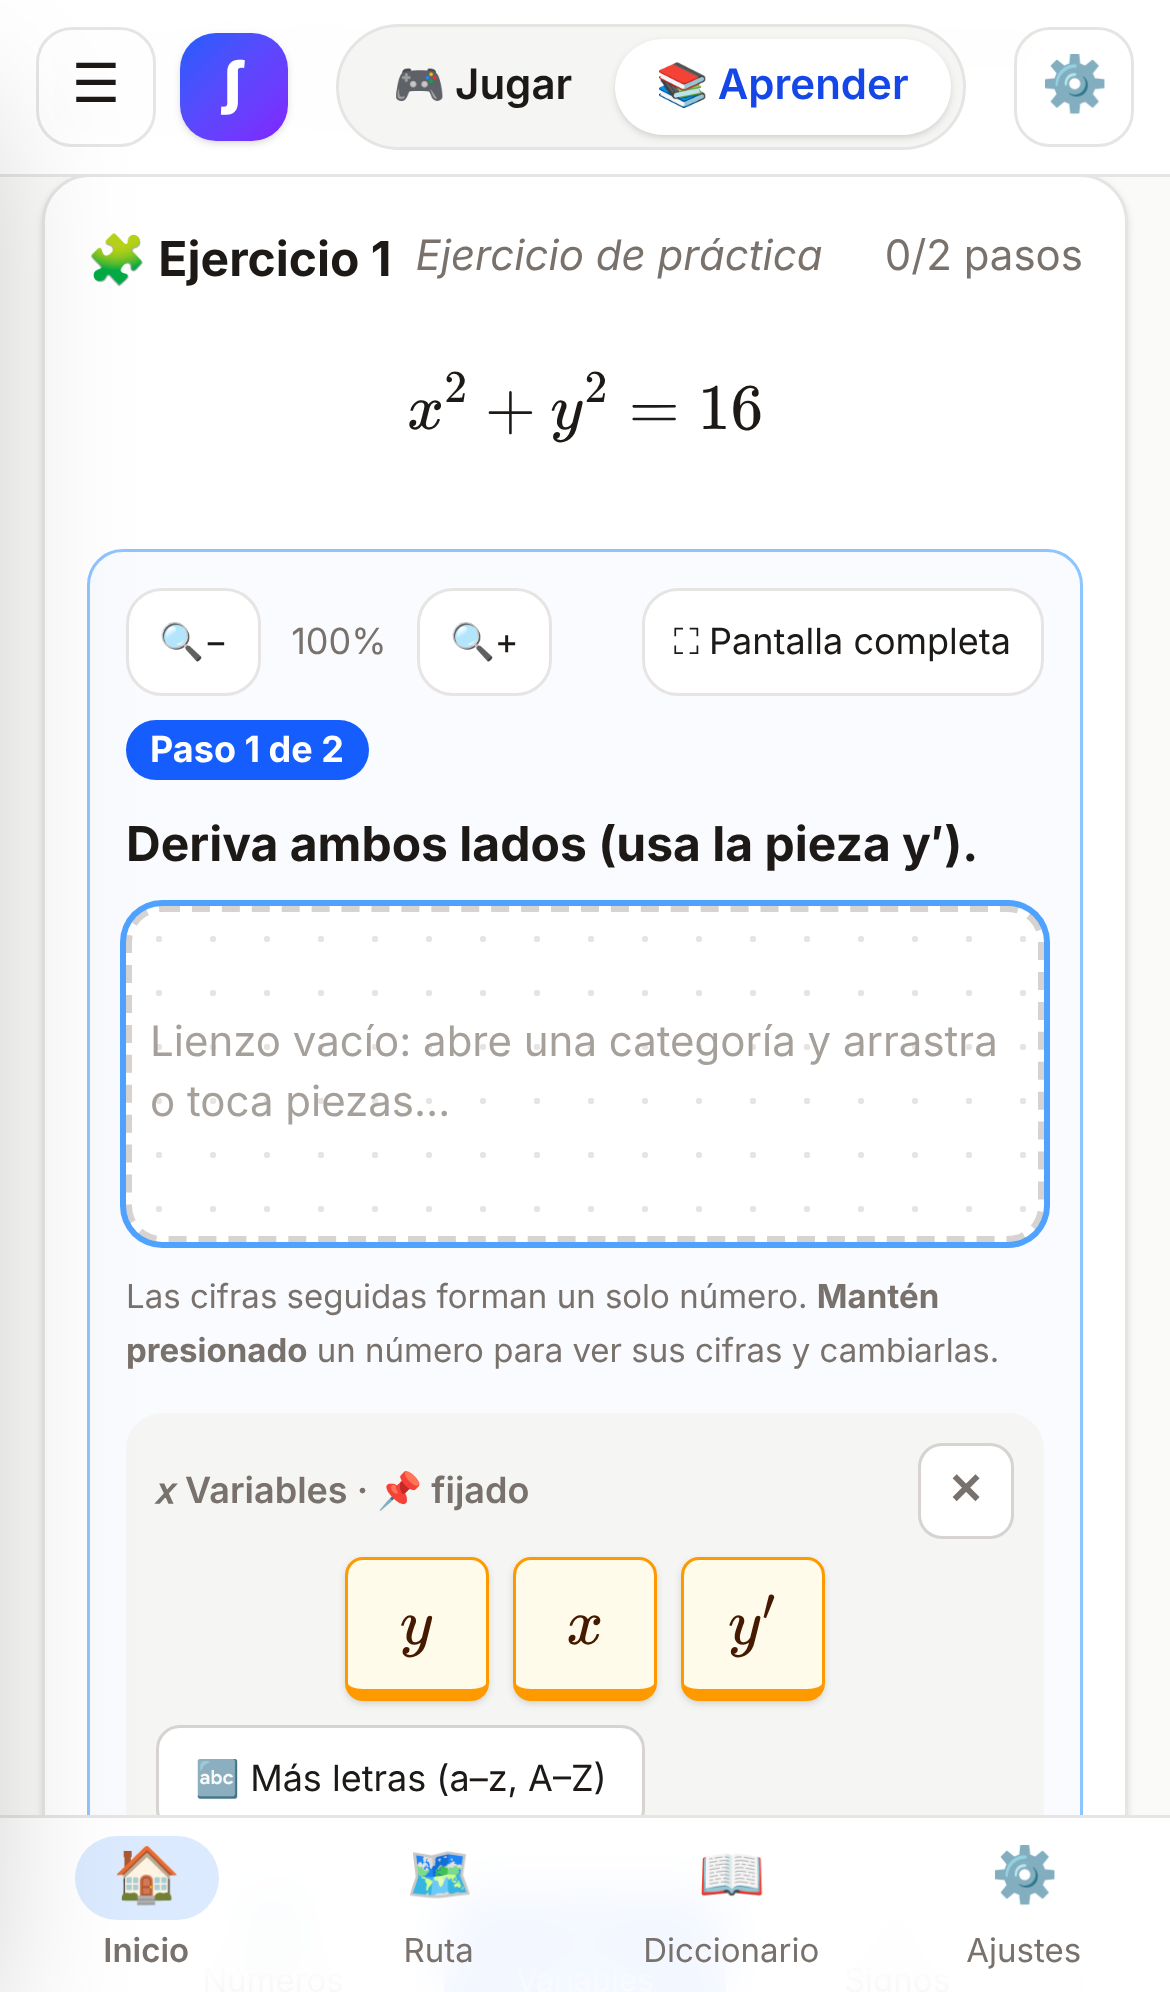 ☰ ∫ 🎮 Jugar 📚 Aprender ⚙️
🧩 Ejercicio 1 Ejercicio de práctica 0/2 pasos
x² + y² = 16
🔍− 100% 🔍+ ⛶ Pantalla completa
Paso 1 de 2
Deriva ambos lados (usa la pieza y′).
Lienzo vacío: abre una categoría y arrastra
o toca piezas...
Las cifras seguidas forman un solo número. Mantén
presionado un número para ver sus cifras y cambiarlas.
x Variables · 📌 fijado ✕
y x y′
🔤 Más letras (a–z, A–Z)
Inicio Ruta Diccionario Ajustes
Números Variables Signos